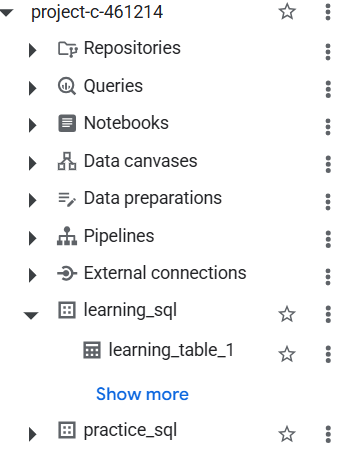 project-c-461214
Repositories
Queries
Notebooks
Data canvases
Data preparations
Pipelines
External connections
learning_sql
learning_table_1
Show more
practice_sql